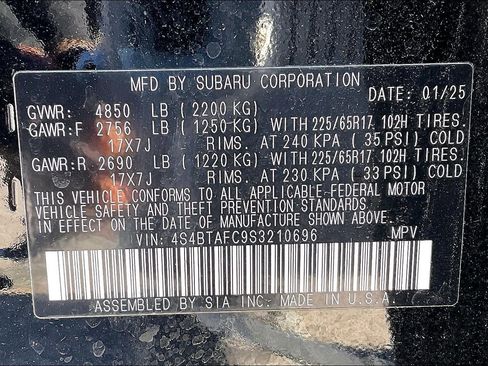 MFD BY SUBARU CORPORATION
DATE: 01/25
GVWR: 4850 LB (2200 KG)
GAWR:F 2756 LB (1250 KG) WITH 225/65R17 102H TIRES.
17X7J RIMS. AT 240 KPA (35 PSI) COLD
GAWR:R 2690 LB (1220 KG) WITH 225/65R17 102H TIRES.
17X7J RIMS. AT 230 KPA (33 PSI) COLD
THIS VEHICLE CONFORMS TO ALL APPLICABLE FEDERAL MOTOR
VEHICLE SAFETY AND THEFT PREVENTION STANDARDS
IN EFFECT ON THE DATE OF MANUFACTURE SHOWN ABOVE.
VIN: 4S4BTAFC9S3210696 MPV
ASSEMBLED BY SIA INC. MADE IN U.S.A.